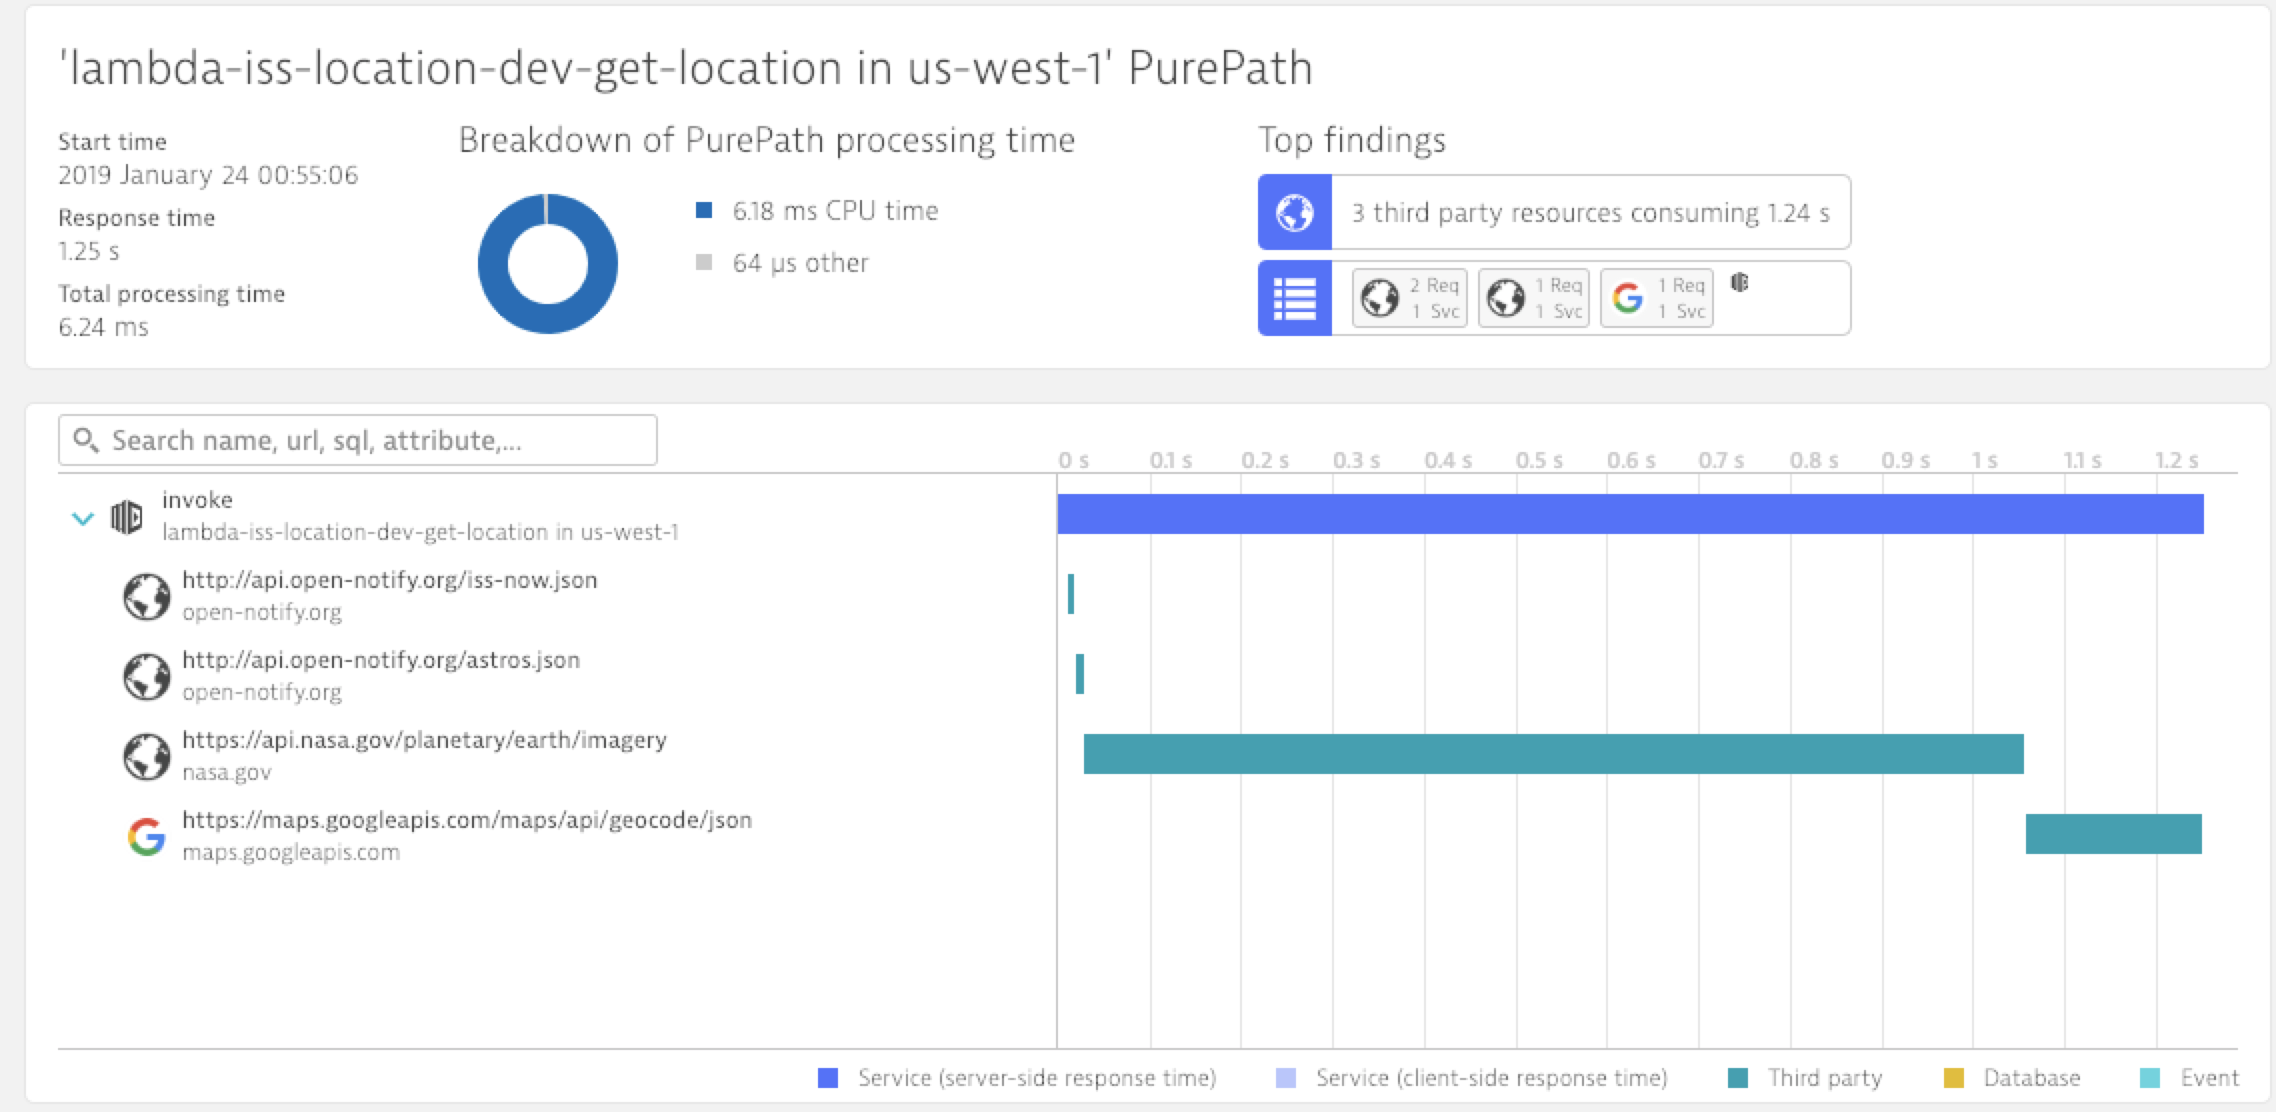 'lambda-iss-location-dev-get-location in us-west-1' PurePath
Start time
2019 January 24 00:55:06
Response time
1.25 s
Total processing time
6.24 ms
Breakdown of PurePath processing time
6.18 ms CPU time
64 µs other
Top findings
3 third party resources consuming 1.24 s
2 Req
1 Svc
1 Req
1 Svc
1 Req
1 Svc
Search name, url, sql, attribute,...
0 s 0.1 s 0.2 s 0.3 s 0.4 s 0.5 s 0.6 s 0.7 s 0.8 s 0.9 s 1 s 1.1 s 1.2 s
invoke
lambda-iss-location-dev-get-location in us-west-1
http://api.open-notify.org/iss-now.json
open-notify.org
http://api.open-notify.org/astros.json
open-notify.org
https://api.nasa.gov/planetary/earth/imagery
nasa.gov
https://maps.googleapis.com/maps/api/geocode/json
maps.googleapis.com
Service (server-side response time) Service (client-side response time) Third party Database Event